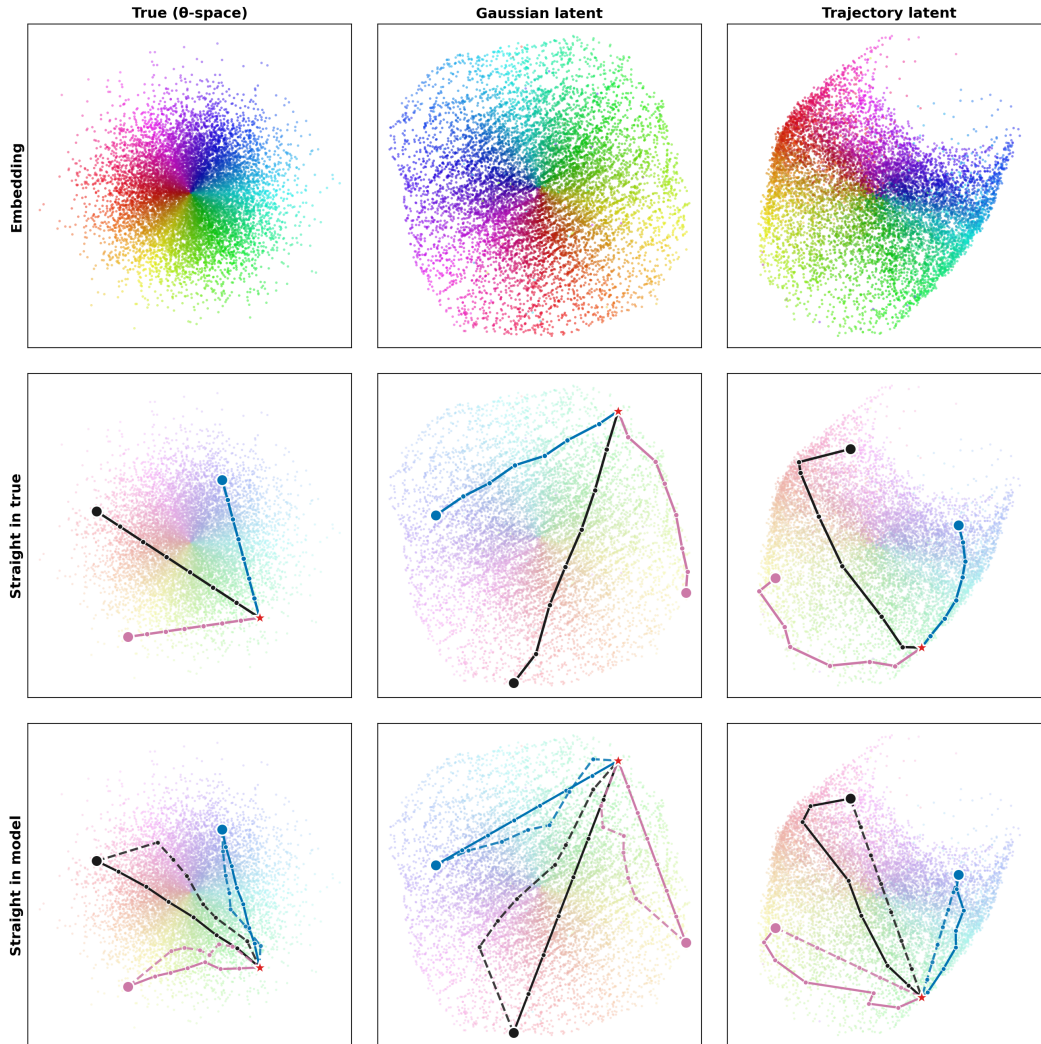 True (θ-space)
Gaussian latent
Trajectory latent
Embedding
Straight in true
Straight in model